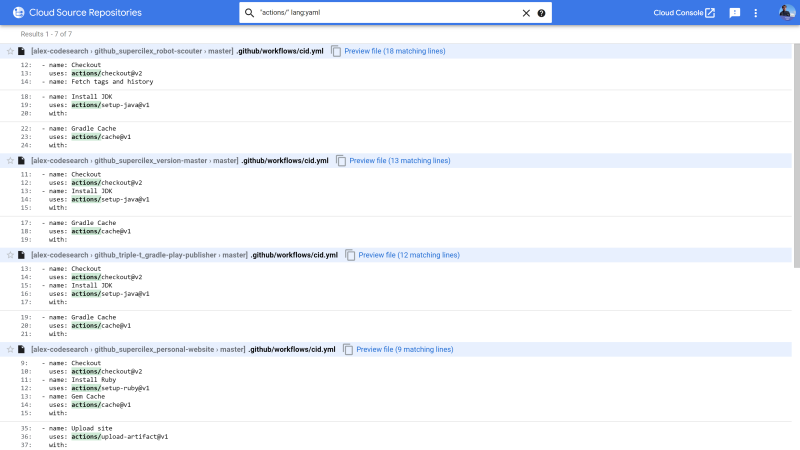 Cloud Source Repositories
"actions/" lang:yaml
Cloud Console
Results 1 - 7 of 7
[alex-codesearch › github_supercilex_robot-scouter › master] .github/workflows/cid.yml Preview file (18 matching lines)
12: - name: Checkout
13: uses: actions/checkout@v2
14: - name: Fetch tags and history
18: - name: Install JDK
19: uses: actions/setup-java@v1
20: with:
22: - name: Gradle Cache
23: uses: actions/cache@v1
24: with:
[alex-codesearch › github_supercilex_version-master › master] .github/workflows/cid.yml Preview file (13 matching lines)
11: - name: Checkout
12: uses: actions/checkout@v2
13: - name: Install JDK
14: uses: actions/setup-java@v1
15: with:
17: - name: Gradle Cache
18: uses: actions/cache@v1
19: with:
[alex-codesearch › github_triple-t_gradle-play-publisher › master] .github/workflows/cid.yml Preview file (12 matching lines)
13: - name: Checkout
14: uses: actions/checkout@v2
15: - name: Install JDK
16: uses: actions/setup-java@v1
17: with:
19: - name: Gradle Cache
20: uses: actions/cache@v1
21: with:
[alex-codesearch › github_supercilex_personal-website › master] .github/workflows/cid.yml Preview file (9 matching lines)
9: - name: Checkout
10: uses: actions/checkout@v2
11: - name: Install Ruby
12: uses: actions/setup-ruby@v1
13: - name: Gem Cache
14: uses: actions/cache@v1
15: with:
35: - name: Upload site
36: uses: actions/upload-artifact@v1
37: with: